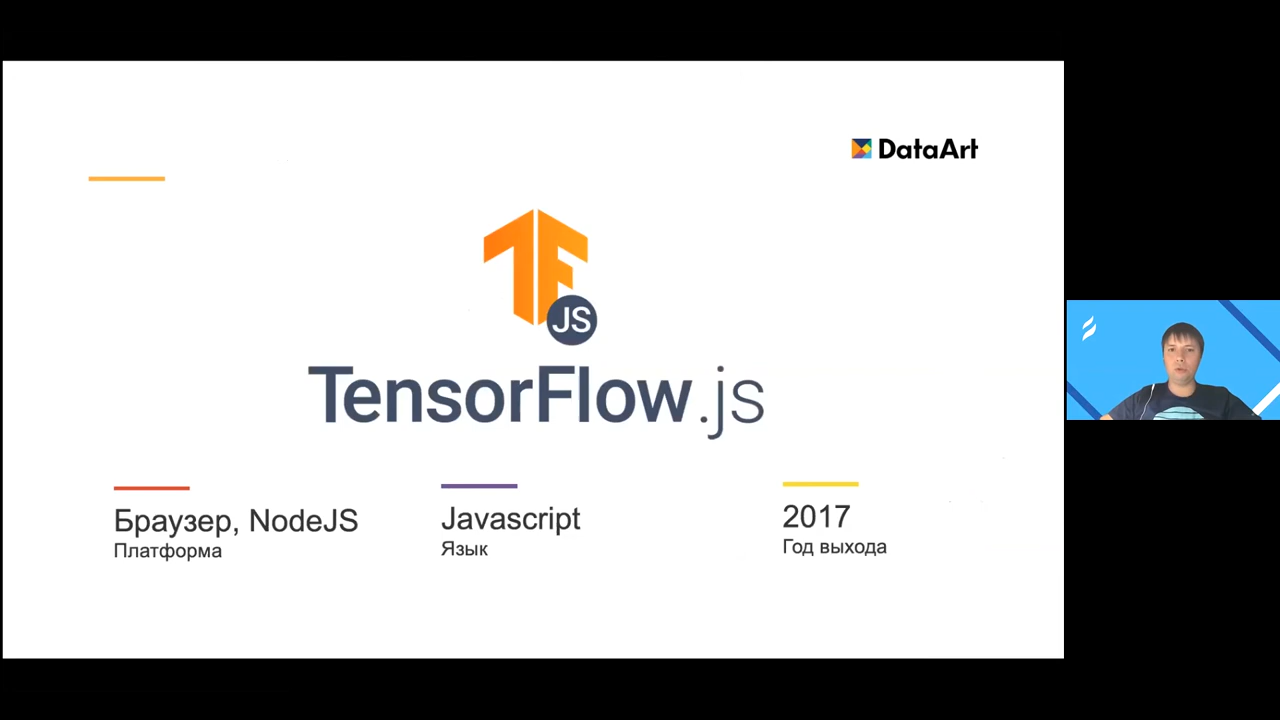 DataArt
JS
TensorFlow.js
Браузер, NodeJS
Платформа
Javascript
Язык
2017
Год выхода